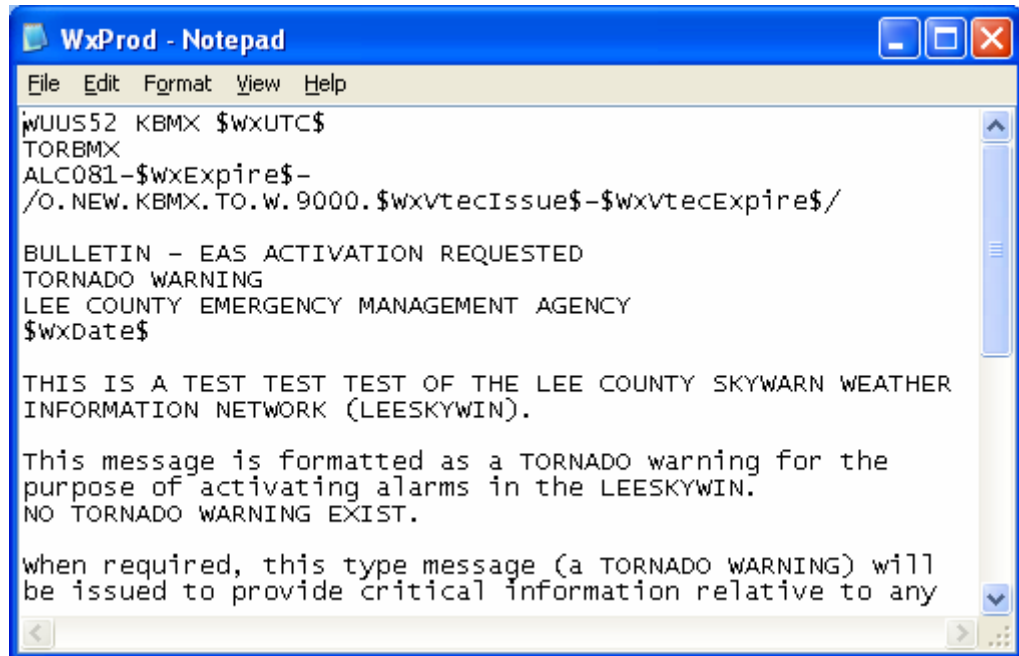 WxProd - Notepad
File Edit Format View Help
WUUS52 KBMX $WxUTC$
TORBMX
ALC081-$WxExpire$-
/O.NEW.KBMX.TO.W.9000.$WxVtecIssue$-$WxVtecExpire$/
BULLETIN - EAS ACTIVATION REQUESTED
TORNADO WARNING
LEE COUNTY EMERGENCY MANAGEMENT AGENCY
$WxDate$
THIS IS A TEST TEST TEST OF THE LEE COUNTY SKYWARN WEATHER
INFORMATION NETWORK (LEESKYWIN).
This message is formatted as a TORNADO warning for the
purpose of activating alarms in the LEESKYWIN.
NO TORNADO WARNING EXIST.
When required, this type message (a TORNADO WARNING) will
be issued to provide critical information relative to any